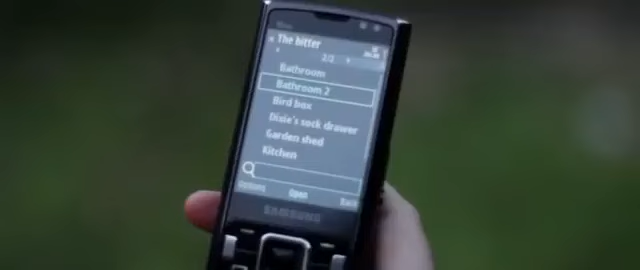 The bitter
2/2
Bathroom
Bathroom 2
Bird box
Dixie's sock drawer
Garden shed
Kitchen
Options Open Back
SAMSUNG